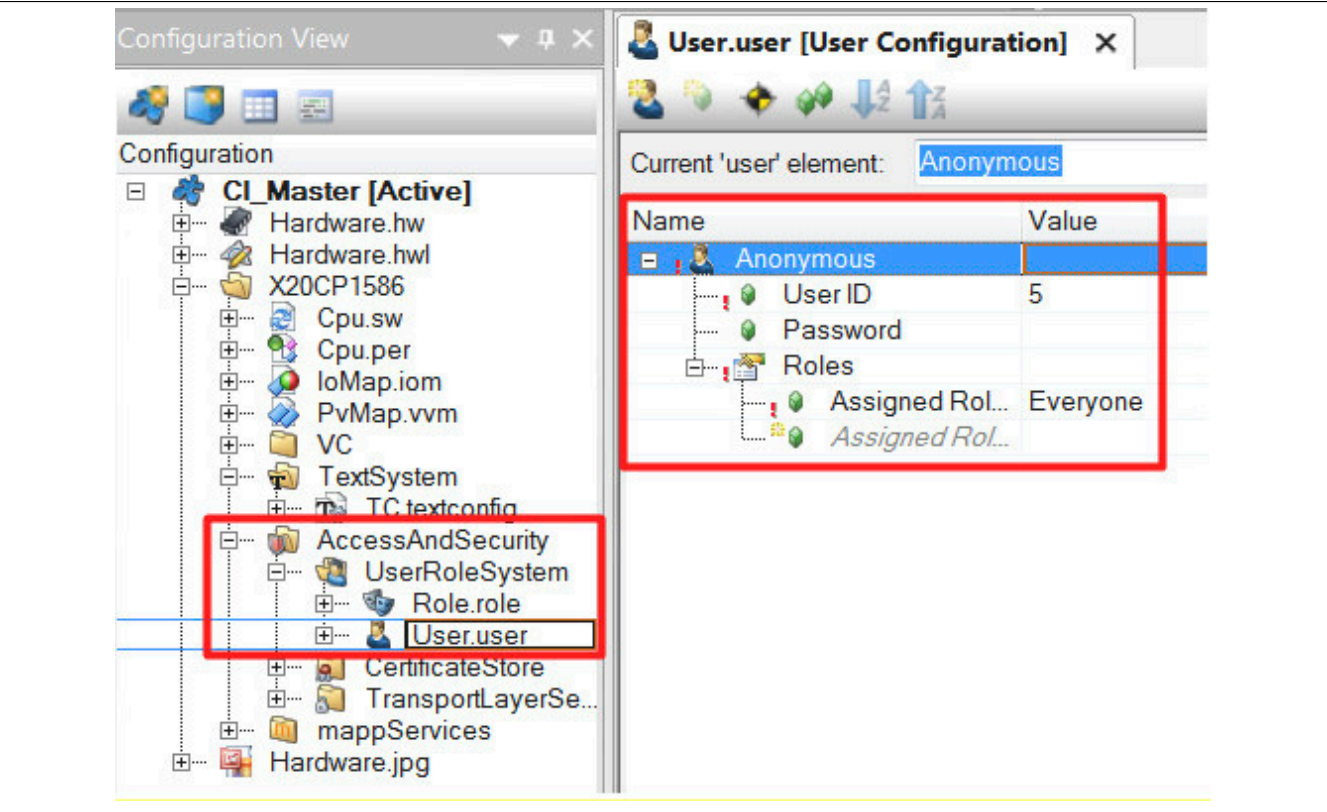 Configuration View
Configuration
CI_Master [Active]
Hardware.hw
Hardware.hwl
X20CP1586
Cpu.sw
Cpu.per
IoMap.iom
PvMap.vvm
VC
TextSystem
TC.textconfig
AccessAndSecurity
UserRoleSystem
Role.role
User.user
CertificateStore
TransportLayerSe...
mappServices
Hardware.jpg
User.user [User Configuration]
Current 'user' element: Anonymous
Name Value
Anonymous
User ID 5
Password
Roles
Assigned Rol... Everyone
Assigned Rol...